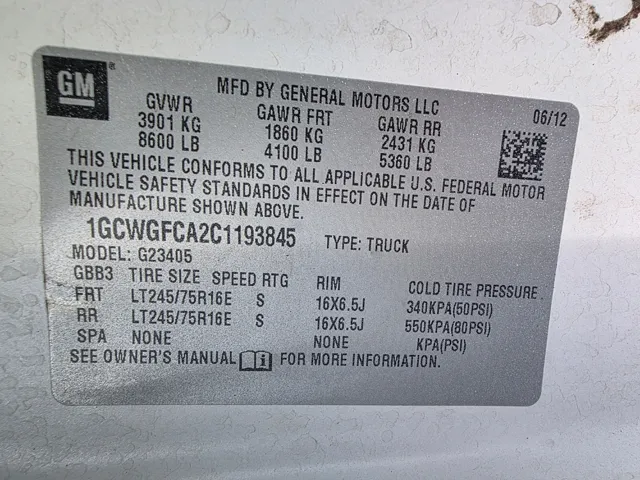 GM
MFD BY GENERAL MOTORS LLC
GVWR GAWR FRT GAWR RR 06/12
3901 KG 1860 KG 2431 KG
8600 LB 4100 LB 5360 LB
THIS VEHICLE CONFORMS TO ALL APPLICABLE U.S. FEDERAL MOTOR
VEHICLE SAFETY STANDARDS IN EFFECT ON THE DATE OF
MANUFACTURE SHOWN ABOVE.
1GCWGFCA2C1193845 TYPE: TRUCK
MODEL: G23405
GBB3 TIRE SIZE SPEED RTG RIM COLD TIRE PRESSURE
FRT LT245/75R16E S 16X6.5J 340KPA(50PSI)
RR LT245/75R16E S 16X6.5J 550KPA(80PSI)
SPA NONE NONE KPA(PSI)
SEE OWNER'S MANUAL FOR MORE INFORMATION.